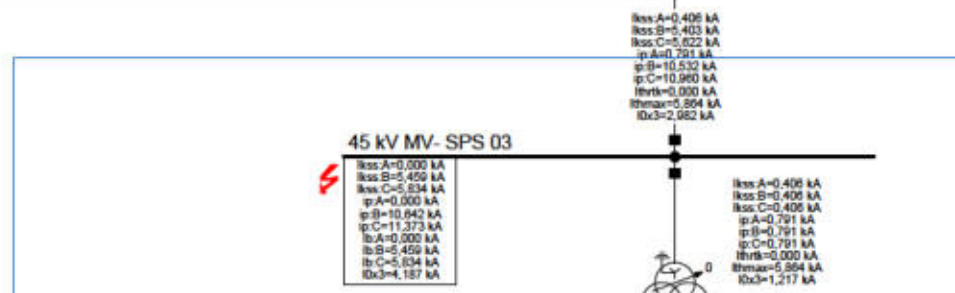 Ikss:A=0,406 kA
Ikss:B=5,403 kA
Ikss:C=5,622 kA
ip:A=0,791 kA
ip:B=10,532 kA
ip:C=10,960 kA
Ithrtk=0,000 kA
Ithmax=5,864 kA
I0x3=2,982 kA
45 kV MV- SPS 03
Ikss:A=0,000 kA
Ikss:B=5,459 kA
Ikss:C=5,834 kA
ip:A=0,000 kA
ip:B=10,642 kA
ip:C=11,373 kA
Ib:A=0,000 kA
Ib:B=5,459 kA
Ib:C=5,834 kA
I0x3=4,187 kA
Ikss:A=0,406 kA
Ikss:B=0,406 kA
Ikss:C=0,406 kA
ip:A=0,791 kA
ip:B=0,791 kA
ip:C=0,791 kA
Ithrtk=0,000 kA
Ithmax=5,864 kA
I0x3=1,217 kA
0